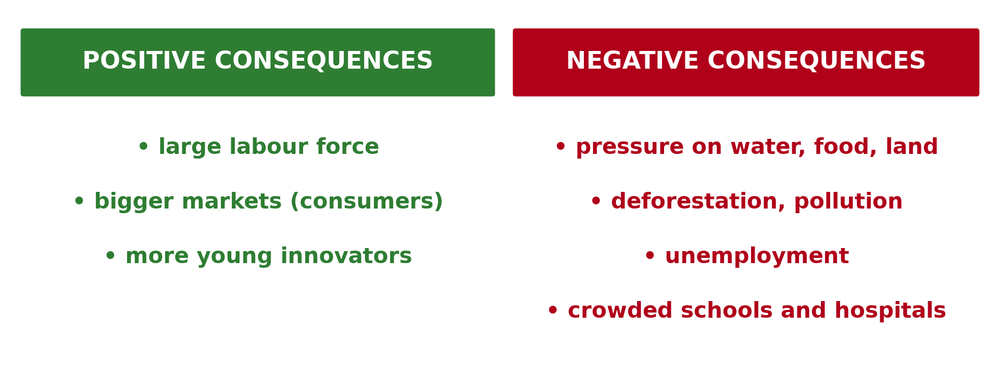 POSITIVE CONSEQUENCES
• large labour force
• bigger markets (consumers)
• more young innovators
NEGATIVE CONSEQUENCES
• pressure on water, food, land
• deforestation, pollution
• unemployment
• crowded schools and hospitals